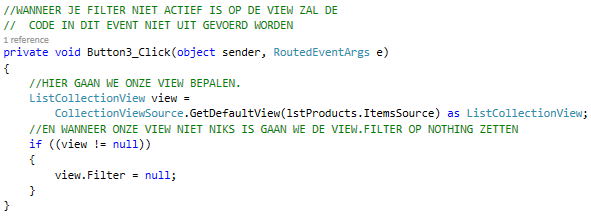 //WANNEER JE FILTER NIET ACTIEF IS OP DE VIEW ZAL DE
//  CODE IN DIT EVENT NIET UIT GEVOERD WORDEN
1 reference
private void Button3_Click(object sender, RoutedEventArgs e)
{
    //HIER GAAN WE ONZE VIEW BEPALEN.
    ListCollectionView view =
        CollectionViewSource.GetDefaultView(lstProducts.ItemsSource) as ListCollectionView;
    //EN WANNEER ONZE VIEW NIET NIKS IS GAAN WE DE VIEW.FILTER OP NOTHING ZETTEN
    if ((view != null))
    {
        view.Filter = null;
    }
}